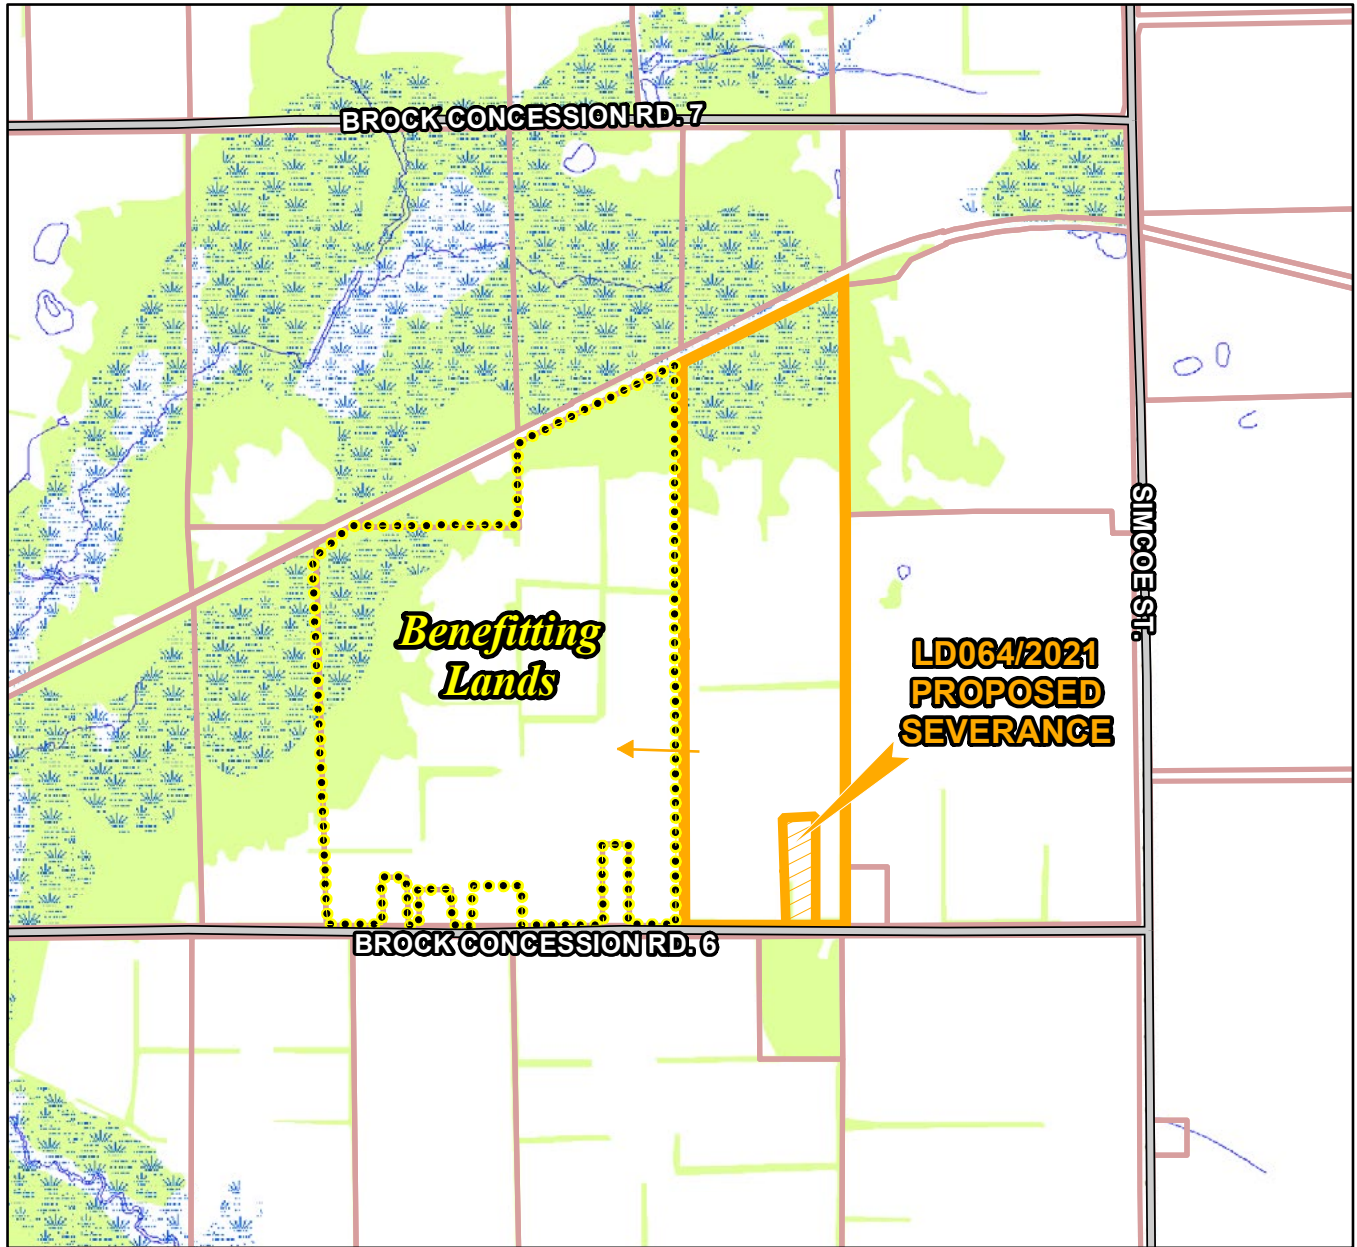 BROCK CONCESSION RD. 7
SIMCOE ST.
Benefitting
Lands
LD064/2021
PROPOSED
SEVERANCE
BROCK CONCESSION RD. 6